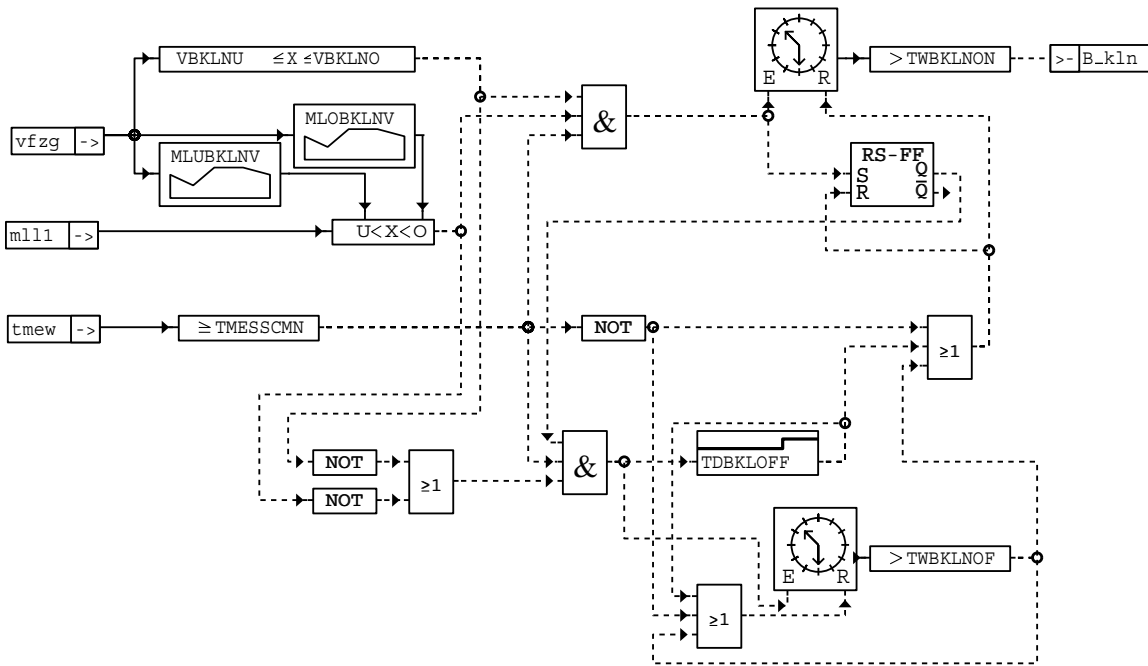 E R
>TWBKLNON
>- B_kln
VBKLNU ≤X ≤VBKLNO
MLOBKLNV
&
vfzg ->
MLUBKLNV
RS-FF
S Q
R Q̅
mll1 ->
U<X<O
tmew ->
≥TMESSCMN
NOT
≥1
NOT
NOT
≥1
&
TDBKLOFF
E R
>TWBKLNOF
≥1